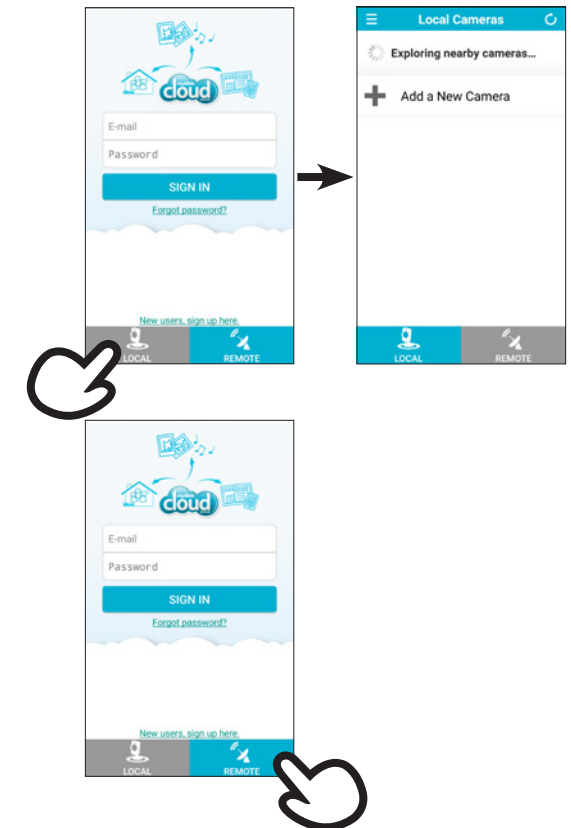 cloud
E-mail
Password
SIGN IN
Forgot password?
New users, sign up here.
LOCAL
REMOTE
Local Cameras
Exploring nearby cameras...
Add a New Camera
LOCAL
REMOTE
cloud
E-mail
Password
SIGN IN
Forgot password?
New users, sign up here.
LOCAL
REMOTE